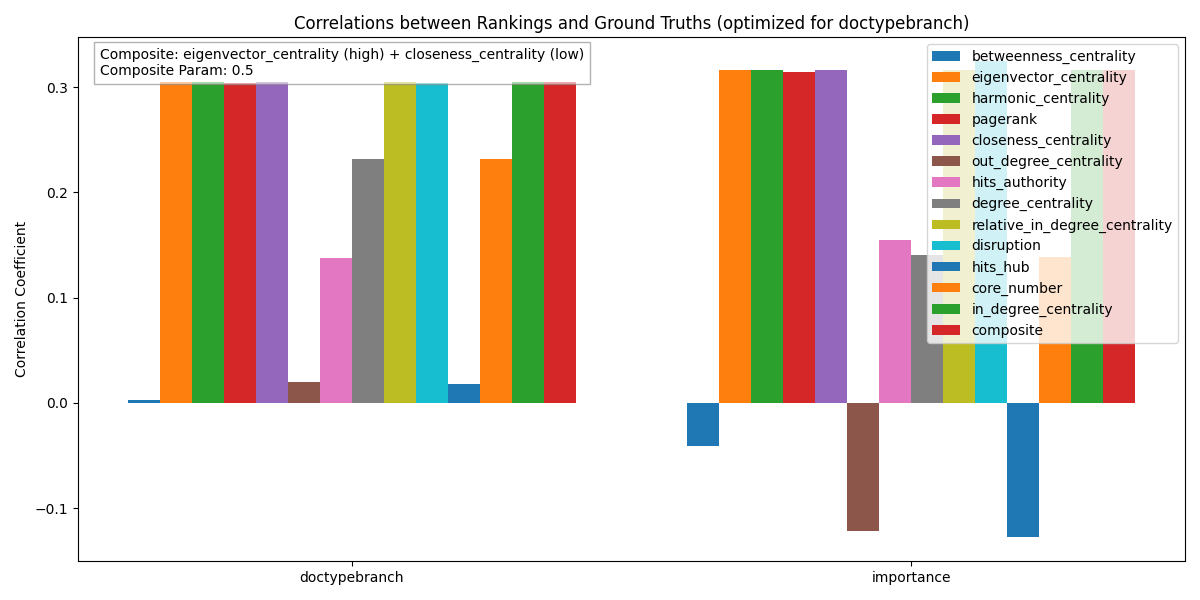 Correlations between Rankings and Ground Truths (optimized for doctypebranch)
Composite: eigenvector_centrality (high) + closeness_centrality (low)
Composite Param: 0.5
betweenness_centrality
eigenvector_centrality
harmonic_centrality
pagerank
closeness_centrality
out_degree_centrality
hits_authority
degree_centrality
relative_in_degree_centrality
disruption
hits_hub
core_number
in_degree_centrality
composite
Correlation Coefficient
0.3
0.2
0.1
0.0
−0.1
doctypebranch
importance